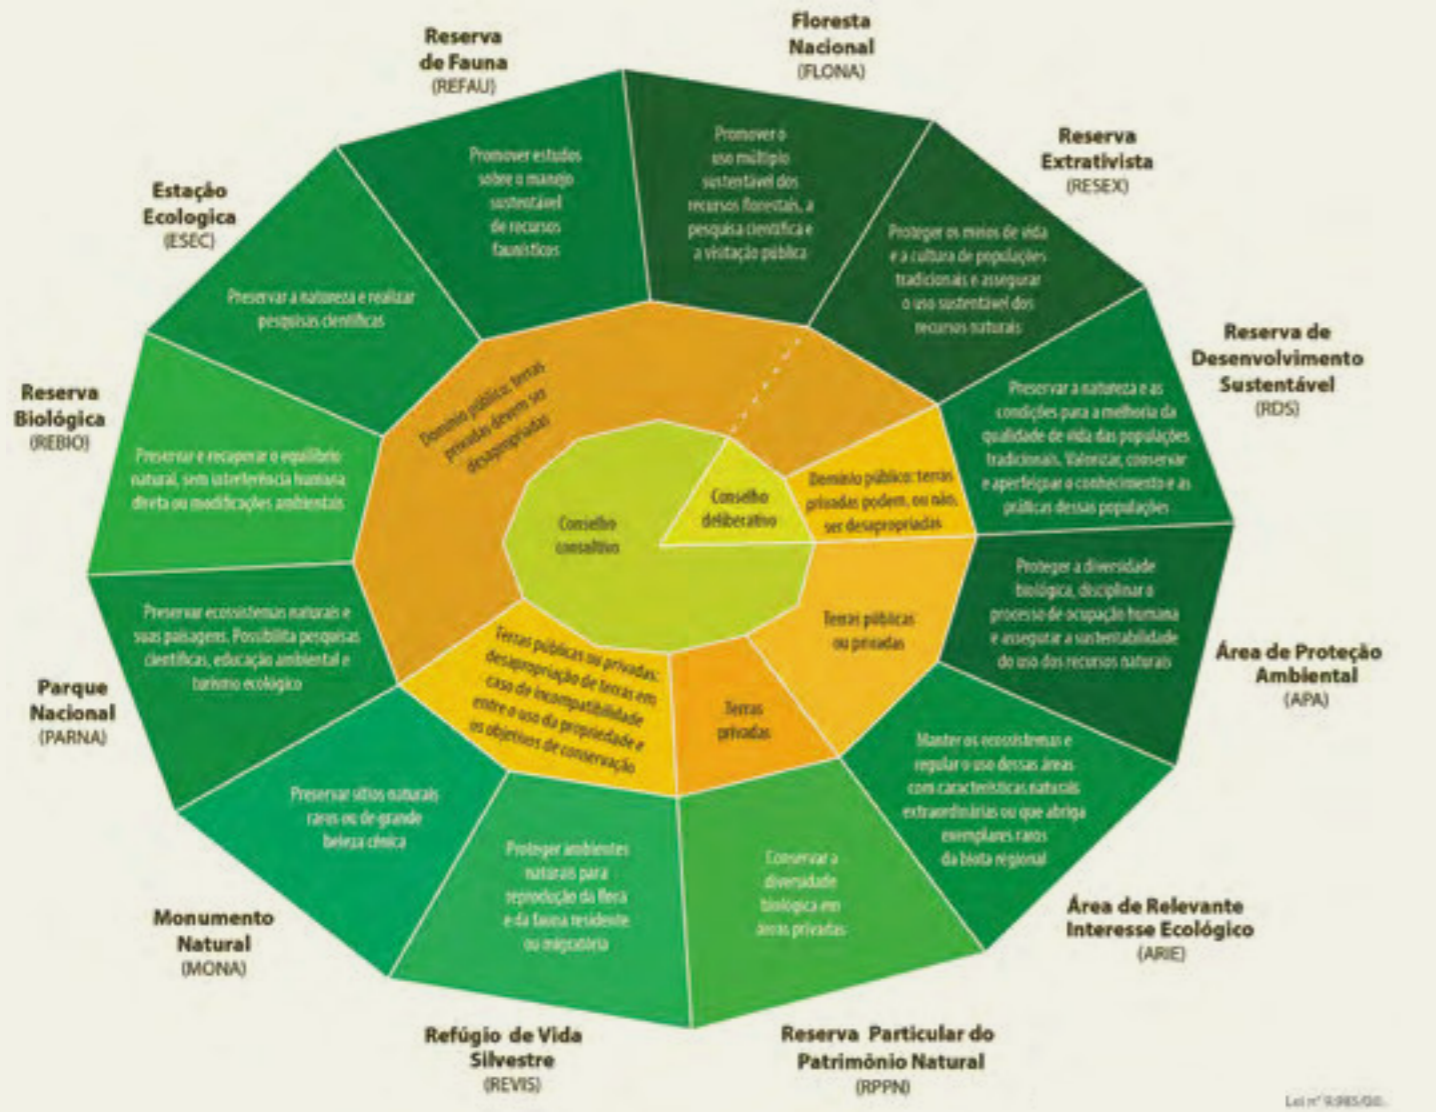 Reserva
de Fauna
(REFAU)
Promover estudos
sobre o manejo
sustentável
de recursos
faunísticos
Floresta
Nacional
(FLONA)
Promover o
uso múltiplo
sustentável dos
recursos florestais, a
pesquisa científica e
a visitação pública
Reserva
Extrativista
(RESEX)
Proteger os meios de vida
e a cultura de populações
tradicionais e assegurar
o uso sustentável dos
recursos naturais
Reserva de
Desenvolvimento
Sustentável
(RDS)
Preservar a natureza e as
condições para a melhoria da
qualidade de vida das populações
tradicionais. Valorizar, conservar
e aperfeiçoar o conhecimento e as
práticas dessas populações
Área de Proteção
Ambiental
(APA)
Proteger a diversidade
biológica, disciplinar o
processo de ocupação humana
e assegurar a sustentabilidade
do uso dos recursos naturais
Área de Relevante
Interesse Ecológico
(ARIE)
Manter os ecossistemas e
regular o uso dessas áreas
com características naturais
extraordinárias ou que abriga
exemplares raros
da biota regional
Reserva Particular do
Patrimônio Natural
(RPPN)
Conservar a
diversidade
biológica em
áreas privadas
Refúgio de Vida
Silvestre
(REVIS)
Proteger ambientes
naturais para
reprodução da flora
e da fauna residente
ou migratória
Monumento
Natural
(MONA)
Preservar sítios naturais
raros ou de grande
beleza cênica
Parque
Nacional
(PARNA)
Preservar ecossistemas naturais e
suas paisagens. Possibilita pesquisas
científicas, educação ambiental e
turismo ecológico
Reserva
Biológica
(REBIO)
Preservar e recuperar o equilíbrio
natural, sem interferência humana
direta ou modificações ambientais
Estação
Ecologica
(ESEC)
Preservar a natureza e realizar
pesquisas científicas
Domínio público: terras
privadas devem ser
desapropriadas
Domínio público: terras
privadas podem, ou não,
ser desapropriadas
Terras públicas
ou privadas
Terras
privadas
Terras públicas ou privadas:
desapropriação de terras em
caso de incompatibilidade
entre o uso da propriedade e
os objetivos de conservação
Conselho
consultivo
Conselho
deliberativo
Lei nº 9.985/00.